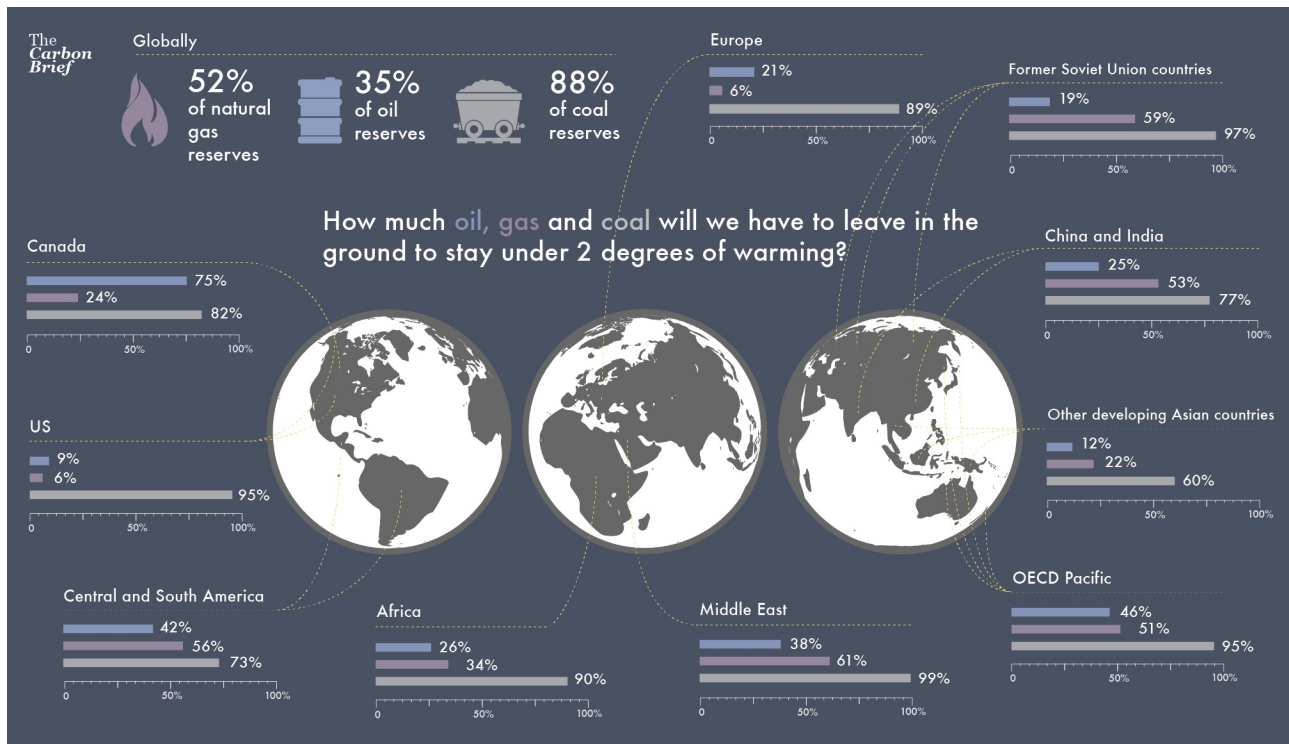 The
Carbon
Brief
Globally
52%
of natural
gas
reserves
35%
of oil
reserves
88%
of coal
reserves
Europe
21%
6%
89%
0 50% 100%
Former Soviet Union countries
19%
59%
97%
0 50% 100%
How much oil, gas and coal will we have to leave in the
ground to stay under 2 degrees of warming?
Canada
75%
24%
82%
0 50% 100%
China and India
25%
53%
77%
0 50% 100%
US
9%
6%
95%
0 50% 100%
Other developing Asian countries
12%
22%
60%
0 50% 100%
Central and South America
42%
56%
73%
0 50% 100%
Africa
26%
34%
90%
0 50% 100%
Middle East
38%
61%
99%
0 50% 100%
OECD Pacific
46%
51%
95%
0 50% 100%